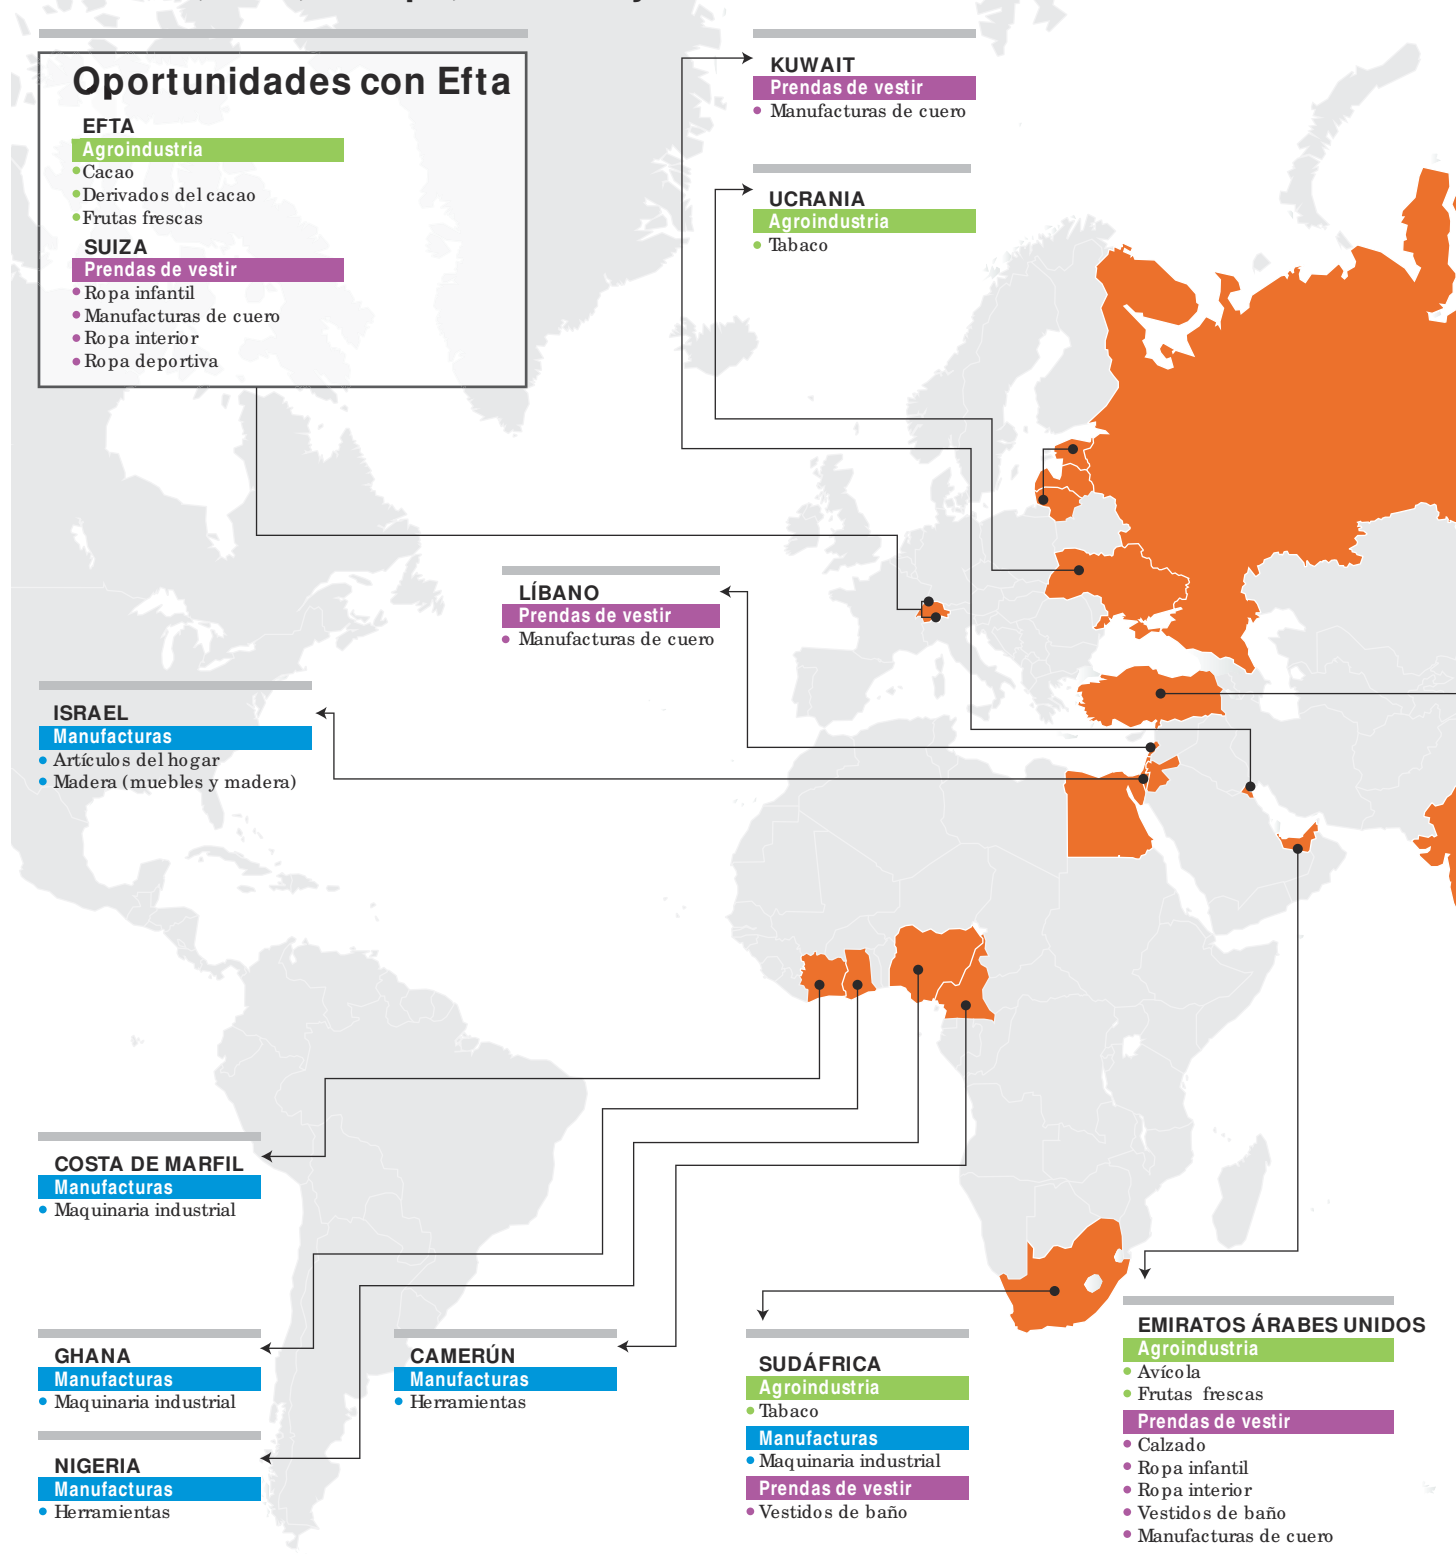 Oportunidades con Efta
EFTA
Agroindustria
Cacao
Derivados del cacao
Frutas frescas
SUIZA
Prendas de vestir
Ropa infantil
Manufacturas de cuero
Ropa interior
Ropa deportiva
KUWAIT
Prendas de vestir
Manufacturas de cuero
UCRANIA
Agroindustria
Tabaco
LÍBANO
Prendas de vestir
Manufacturas de cuero
ISRAEL
Manufacturas
Artículos del hogar
Madera (muebles y madera)
COSTA DE MARFIL
Manufacturas
Maquinaria industrial
GHANA
Manufacturas
Maquinaria industrial
NIGERIA
Manufacturas
Herramientas
CAMERÚN
Manufacturas
Herramientas
SUDÁFRICA
Agroindustria
Tabaco
Manufacturas
Maquinaria industrial
Prendas de vestir
Vestidos de baño
EMIRATOS ÁRABES UNIDOS
Agroindustria
Avícola
Frutas frescas
Prendas de vestir
Calzado
Ropa infantil
Ropa interior
Vestidos de baño
Manufacturas de cuero